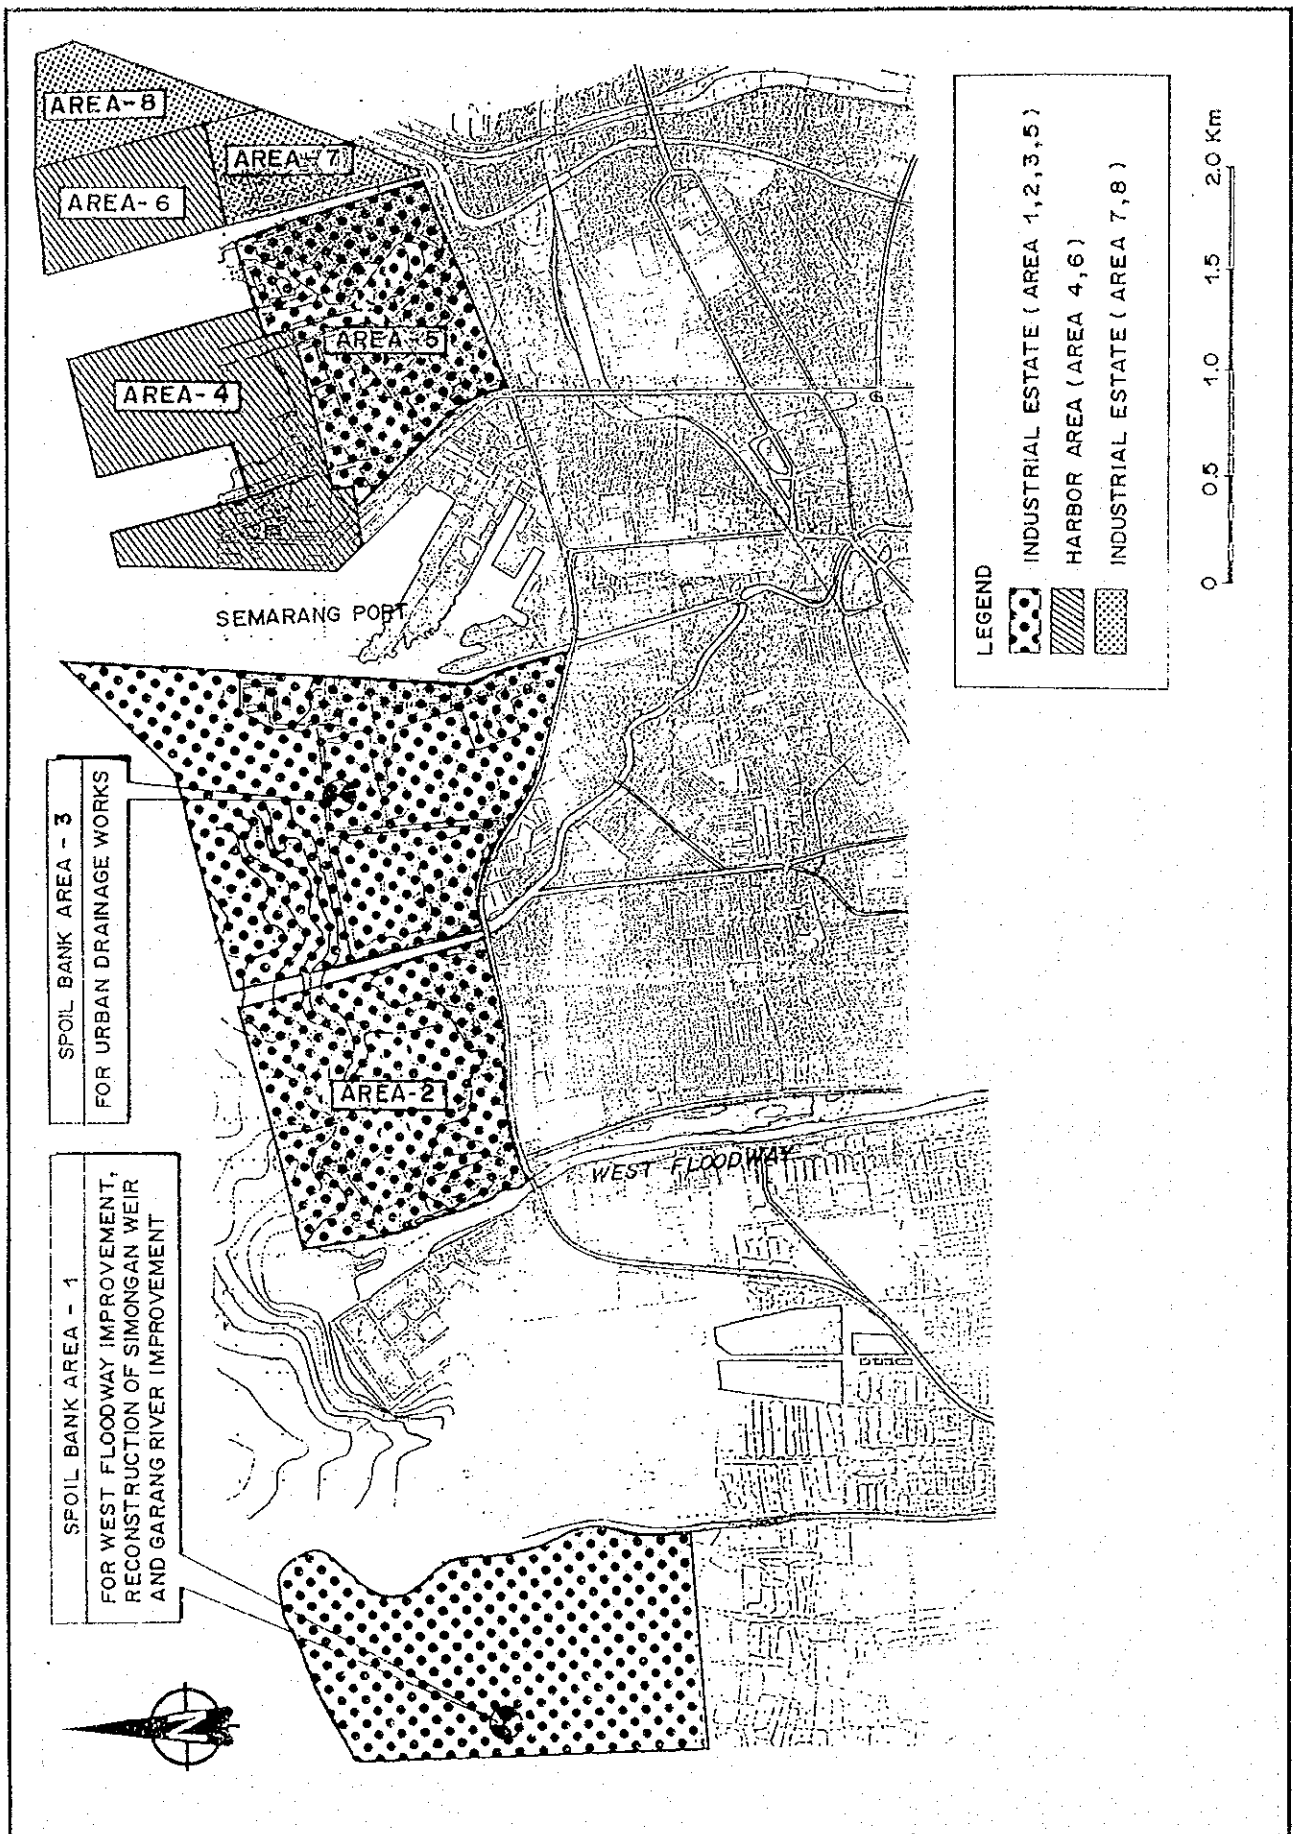 SPOIL BANK AREA - 1
FOR WEST FLOODWAY IMPROVEMENT,
RECONSTRUCTION OF SIMONGAN WEIR
AND GARANG RIVER IMPROVEMENT
SPOIL BANK AREA - 3
FOR URBAN DRAINAGE WORKS
N
AREA-2
WEST FLOODWAY
SEMARANG PORT
AREA-4
AREA-5
AREA-6
AREA-7
AREA-8
LEGEND
INDUSTRIAL ESTATE ( AREA 1,2,3,5 )
HARBOR AREA ( AREA 4,6 )
INDUSTRIAL ESTATE ( AREA 7,8 )
0 0.5 1.0 1.5 2.0 Km